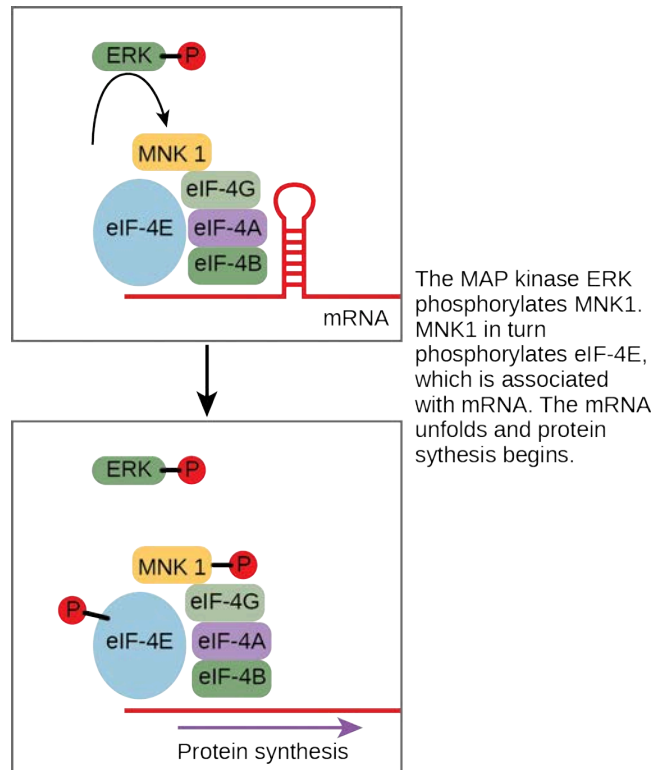 ERK
P
MNK 1
eIF-4G
eIF-4E
eIF-4A
eIF-4B
mRNA
The MAP kinase ERK
phosphorylates MNK1.
MNK1 in turn
phosphorylates eIF-4E,
which is associated
with mRNA. The mRNA
unfolds and protein
sythesis begins.
ERK
P
MNK 1
P
P
eIF-4G
eIF-4E
eIF-4A
eIF-4B
Protein synthesis